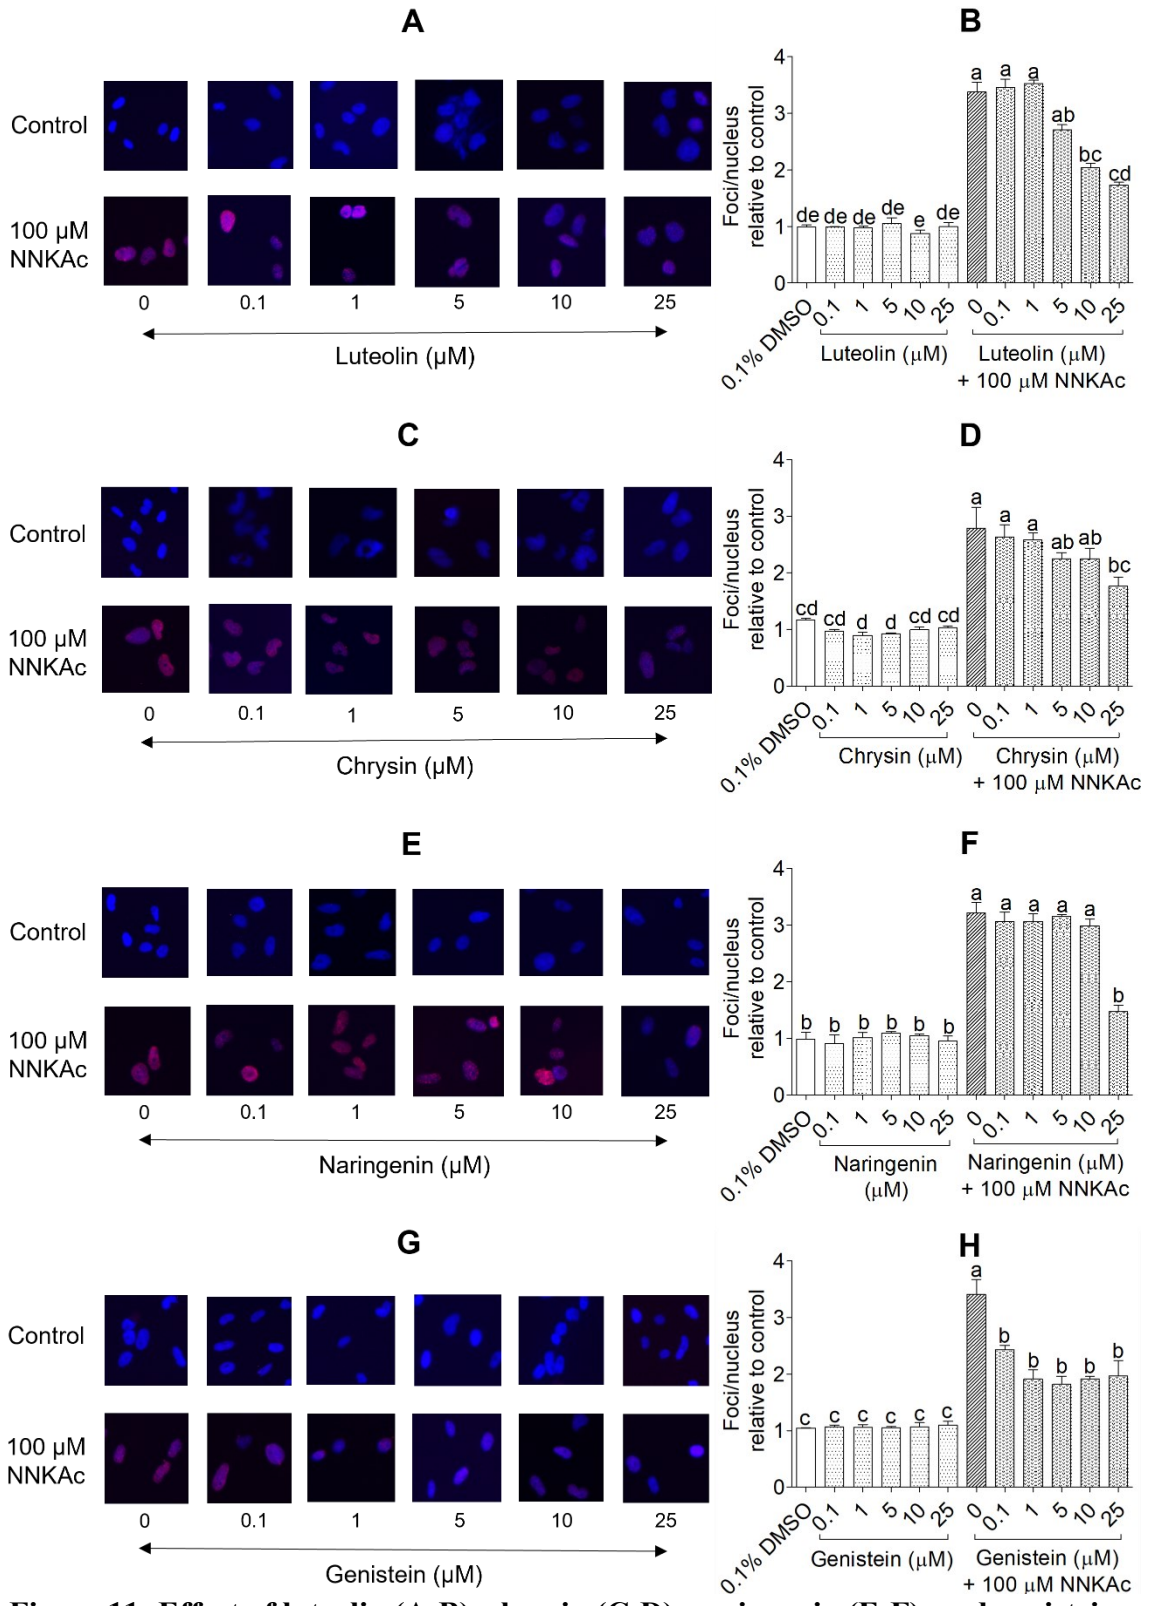 A
B
Control
100 µM
NNKAc
0 0.1 1 5 10 25
Luteolin (µM)
Foci/nucleus
relative to control
4
3
2
1
0
de de de de e de a a a ab bc cd
0.1% DMSO 0.1 1 5 10 25 0 0.1 1 5 10 25
Luteolin (µM)
Luteolin (µM)
+ 100 µM NNKAc
C
D
Control
100 µM
NNKAc
0 0.1 1 5 10 25
Chrysin (µM)
Foci/nucleus
relative to control
4
3
2
1
0
cd cd d d cd cd a a a ab ab bc
0.1% DMSO 0.1 1 5 10 25 0 0.1 1 5 10 25
Chrysin (µM)
Chrysin (µM)
+ 100 µM NNKAc
E
F
Control
100 µM
NNKAc
0 0.1 1 5 10 25
Naringenin (µM)
Foci/nucleus
relative to control
4
3
2
1
0
b b b b b b a a a a a b
0.1% DMSO 0.1 1 5 10 25 0 0.1 1 5 10 25
Naringenin
(µM)
Naringenin (µM)
+ 100 µM NNKAc
G
H
Control
100 µM
NNKAc
0 0.1 1 5 10 25
Genistein (µM)
Foci/nucleus
relative to control
4
3
2
1
0
c c c c c c a b b b b b
0.1% DMSO 0.1 1 5 10 25 0 0.1 1 5 10 25
Genistein (µM)
Genistein (µM)
+ 100 µM NNKAc